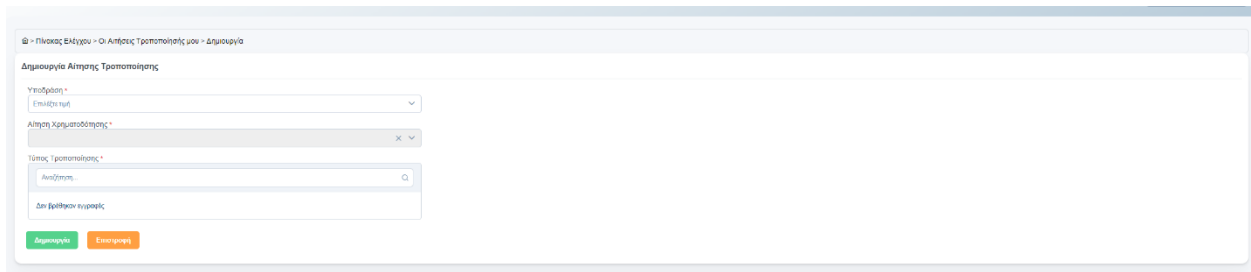 > Πίνακας Ελέγχου > Οι Αιτήσεις Τροποποίησής μου > Δημιουργία
Δημιουργία Αίτησης Τροποποίησης
Υποδράση *
Επιλέξτε τιμή
Αίτηση Χρηματοδότησης *
Τύπος Τροποποίησης *
Αναζήτηση...
Δεν βρέθηκαν εγγραφές
Δημιουργία Επιστροφή